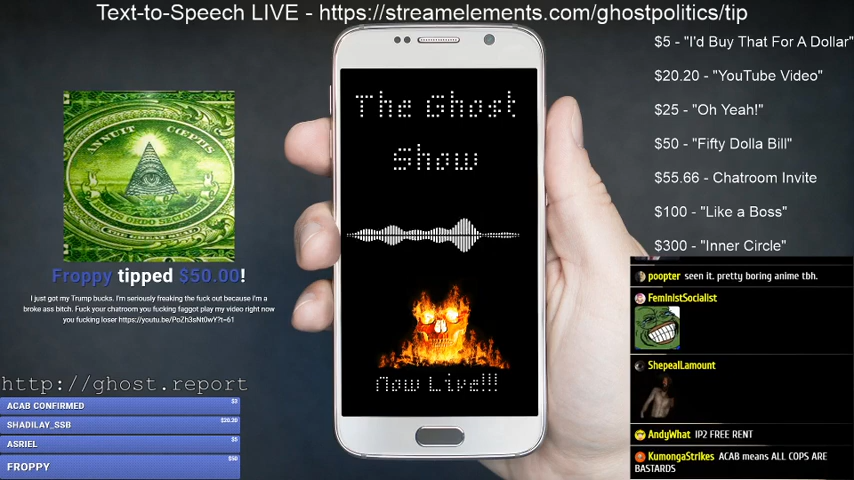 Text-to-Speech LIVE - https://streamelements.com/ghostpolitics/tip
$5 - "I'd Buy That For A Dollar"
$20.20 - "YouTube Video"
$25 - "Oh Yeah!"
$50 - "Fifty Dolla Bill"
$55.66 - Chatroom Invite
$100 - "Like a Boss"
$300 - "Inner Circle"
ANNUIT CŒPTIS
The Ghost
Show
Now Live!!!
Froppy tipped $50.00!
I just got my Trump bucks. I'm seriously freaking the fuck out because i'm a
broke ass bitch. Fuck your chatroom you fucking faggot play my video right now
you fucking loser https://youtu.be/PoZh3sNt0wY?t=61
http://ghost.report
ACAB CONFIRMED $3
SHADILAY_SSB $20.20
ASRIEL $5
FROPPY $50
poopter seen it. pretty boring anime tbh.
FeministSocialist
ShepealLamount
AndyWhat IP2 FREE RENT
KumongaStrikes ACAB means ALL COPS ARE
BASTARDS